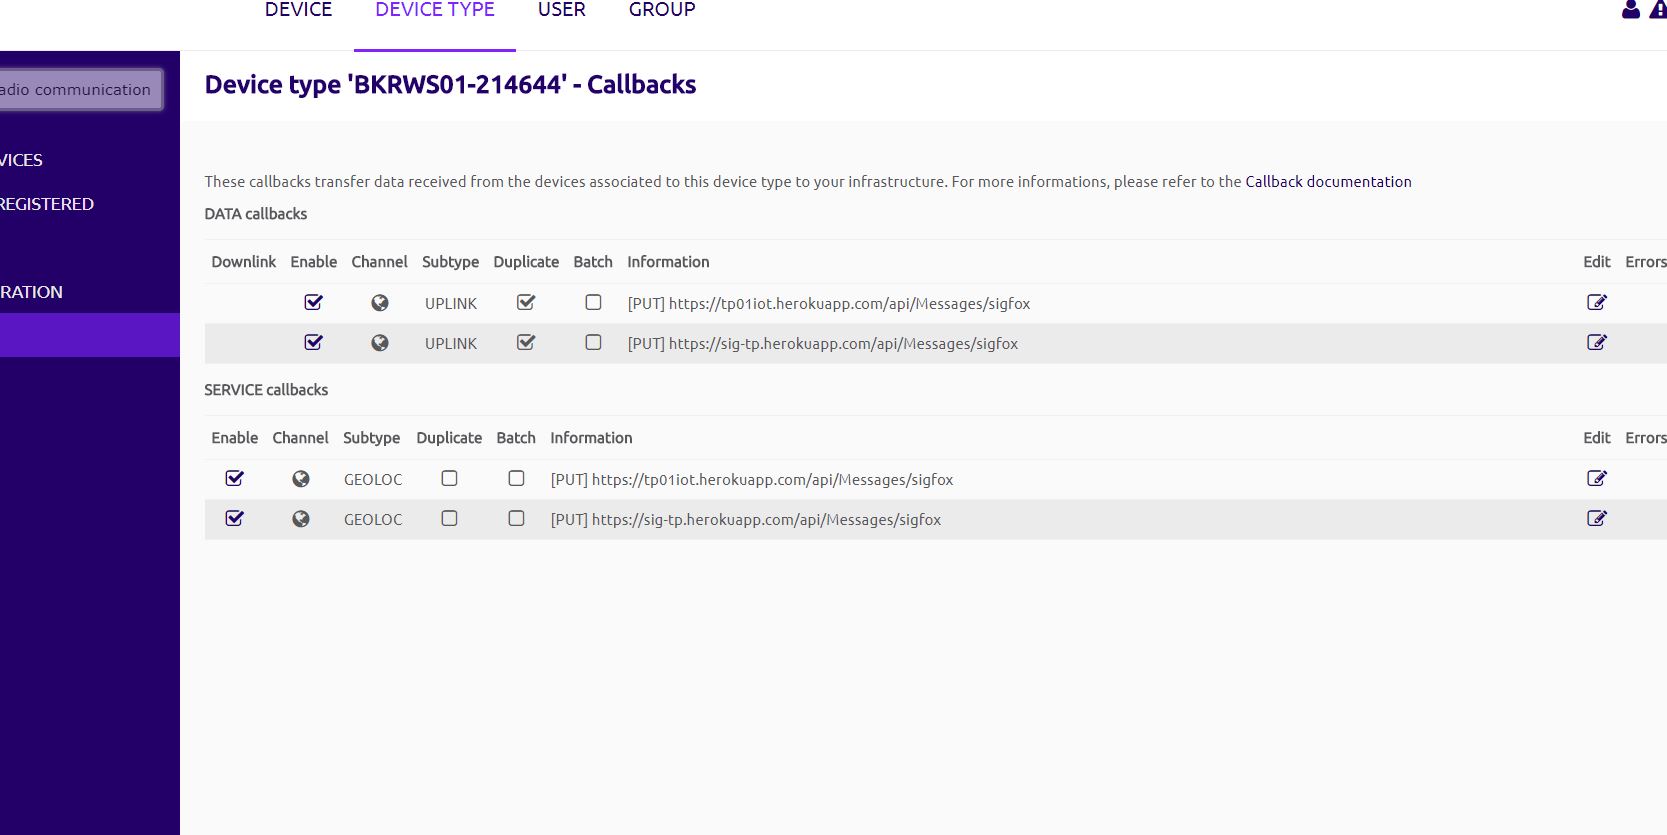 DEVICE DEVICE TYPE USER GROUP
Device type 'BKRWS01-214644' - Callbacks
adio communication
VICES
REGISTERED
RATION
These callbacks transfer data received from the devices associated to this device type to your infrastructure. For more informations, please refer to the Callback documentation
DATA callbacks
Downlink Enable Channel Subtype Duplicate Batch Information Edit Errors
UPLINK [PUT] https://tp01iot.herokuapp.com/api/Messages/sigfox
UPLINK [PUT] https://sig-tp.herokuapp.com/api/Messages/sigfox
SERVICE callbacks
Enable Channel Subtype Duplicate Batch Information Edit Errors
GEOLOC [PUT] https://tp01iot.herokuapp.com/api/Messages/sigfox
GEOLOC [PUT] https://sig-tp.herokuapp.com/api/Messages/sigfox